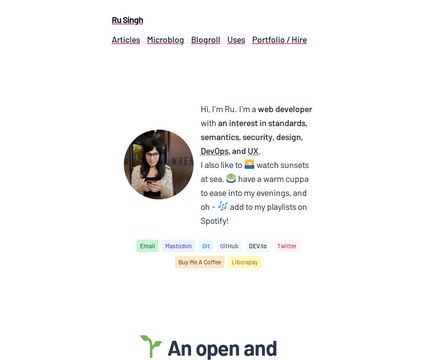 Ru Singh
Articles Microblog Blogroll Uses Portfolio / Hire
Hi, I'm Ru. I'm a web developer
with an interest in standards,
semantics, security, design,
DevOps, and UX.
I also like to 🌅 watch sunsets
at sea, 🍵 have a warm cuppa
to ease into my evenings, and
oh - 🎶 add to my playlists on
Spotify!
Email Mastodon Git GitHub DEV.to Twitter
Buy Me A Coffee Liberapay
🌱 An open and